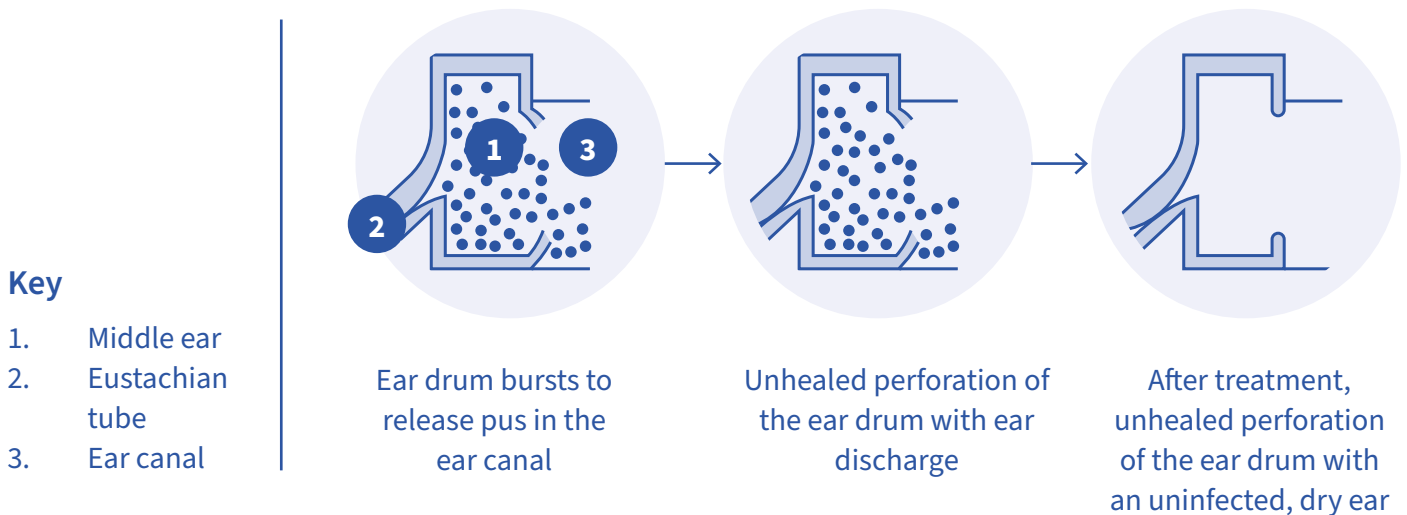 1
3
2
Key
1. Middle ear
2. Eustachian
tube
3. Ear canal
Ear drum bursts to
release pus in the
ear canal
Unhealed perforation of
the ear drum with ear
discharge
After treatment,
unhealed perforation
of the ear drum with
an uninfected, dry ear